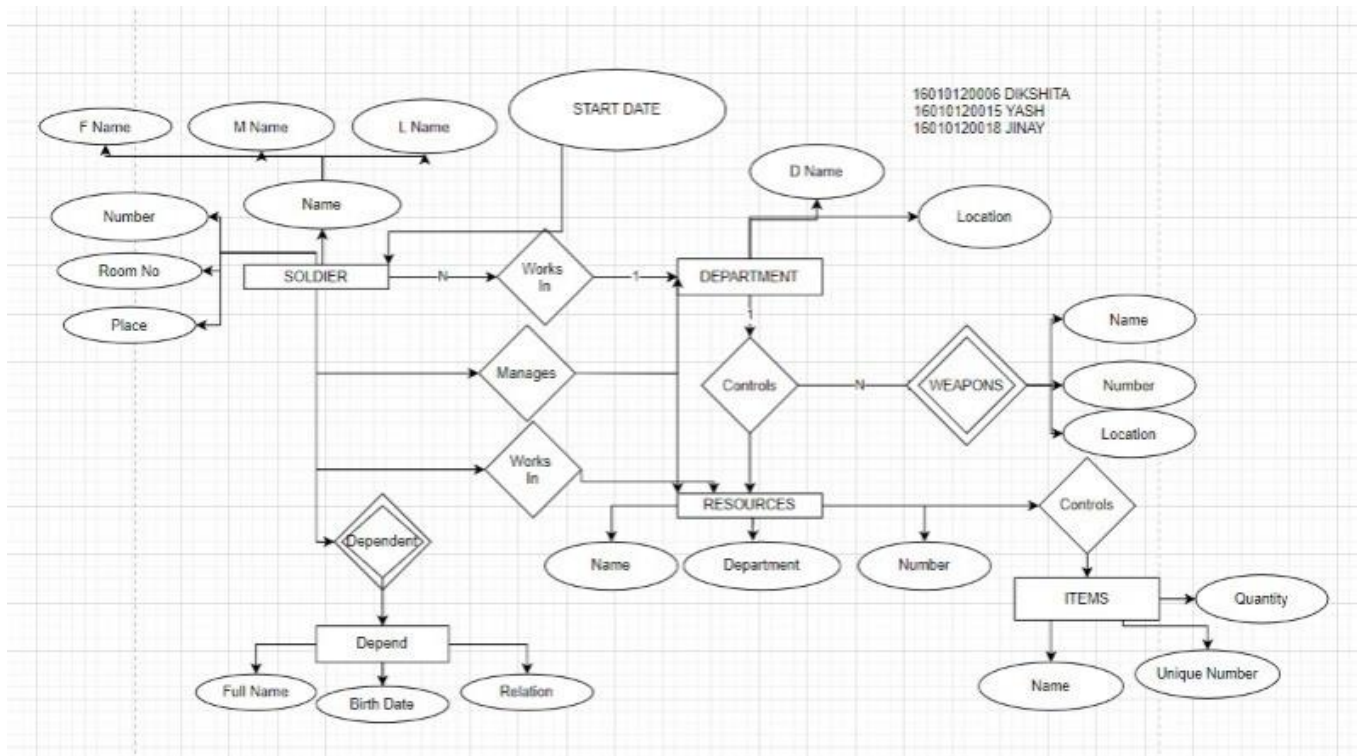 START DATE
16010120006 DIKSHITA
16010120015 YASH
16010120018 JINAY
F Name
M Name
L Name
D Name
Name
Number
Location
Room No
SOLDIER
N
Works
In
1
DEPARTMENT
Place
1
Name
Manages
Controls
N
WEAPONS
Number
Location
Works
In
RESOURCES
Controls
Dependent
Name
Department
Number
ITEMS
Quantity
Depend
Full Name
Birth Date
Relation
Name
Unique Number